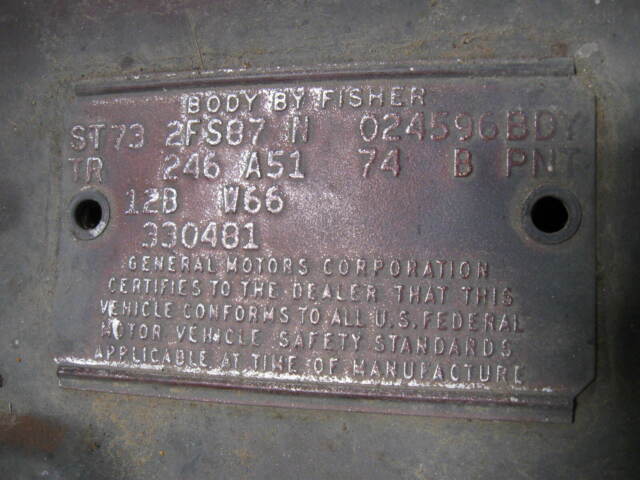 BODY BY FISHER
ST73 2FS87 N 024596BDY
TR 246 A51 74 B PNT
12B W66
330481
GENERAL MOTORS CORPORATION
CERTIFIES TO THE DEALER THAT THIS
VEHICLE CONFORMS TO ALL U.S. FEDERAL
MOTOR VEHICLE SAFETY STANDARDS
APPLICABLE AT TIME OF MANUFACTURE